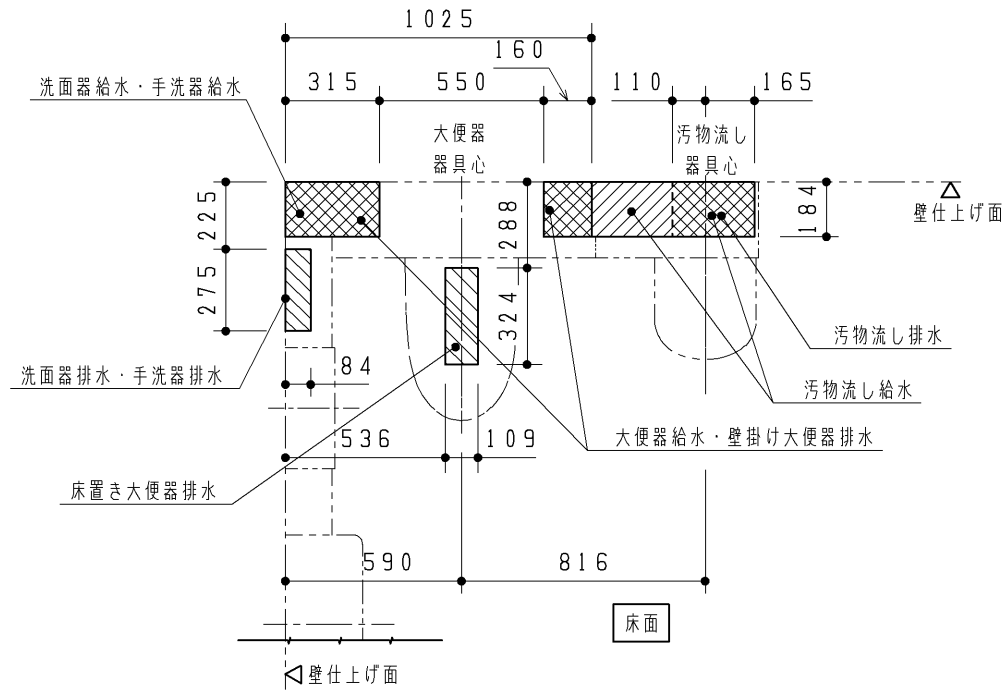 1025
160
315
550
110
165
洗面器給水・手洗器給水
大便器
器具心
汚物流し
器具心
225
288
184
壁仕上げ面
275
324
汚物流し排水
洗面器排水・手洗器排水
84
汚物流し給水
536
109
大便器給水・壁掛け大便器排水
床置き大便器排水
590
816
床面
壁仕上げ面